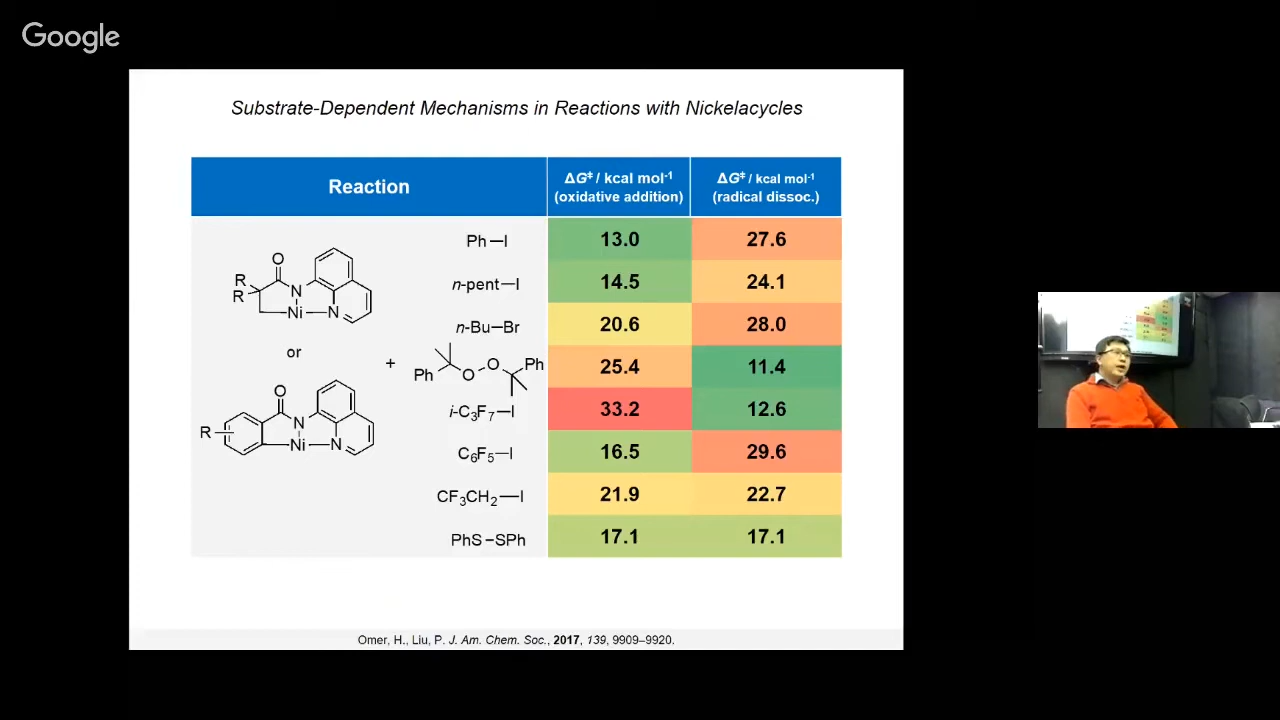 Google
Substrate-Dependent Mechanisms in Reactions with Nickelacycles
Reaction
ΔG‡ / kcal mol-1
(oxidative addition)
ΔG‡ / kcal mol-1
(radical dissoc.)
Ph–I
13.0
27.6
n-pent–I
14.5
24.1
n-Bu–Br
20.6
28.0
Ph O–O Ph
25.4
11.4
i-C3F7–I
33.2
12.6
C6F5–I
16.5
29.6
CF3CH2–I
21.9
22.7
PhS–SPh
17.1
17.1
O
R
R
N
Ni
N
or
+
O
R
N
Ni
N
Omer, H., Liu, P. J. Am. Chem. Soc., 2017, 139, 9909–9920.